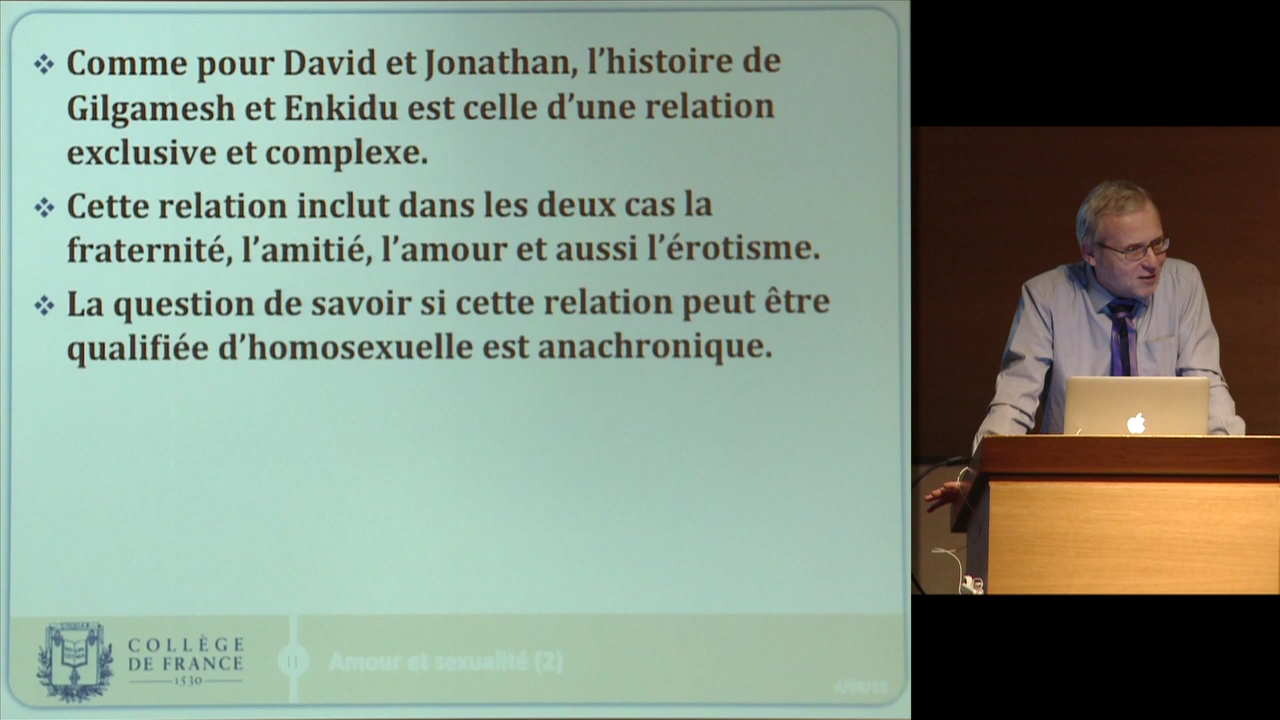 Comme pour David et Jonathan, l’histoire de
Gilgamesh et Enkidu est celle d’une relation
exclusive et complexe.
Cette relation inclut dans les deux cas la
fraternité, l’amitié, l’amour et aussi l’érotisme.
La question de savoir si cette relation peut être
qualifiée d’homosexuelle est anachronique.
COLLÈGE
DE FRANCE
1530
11
Amour et sexualité (2)